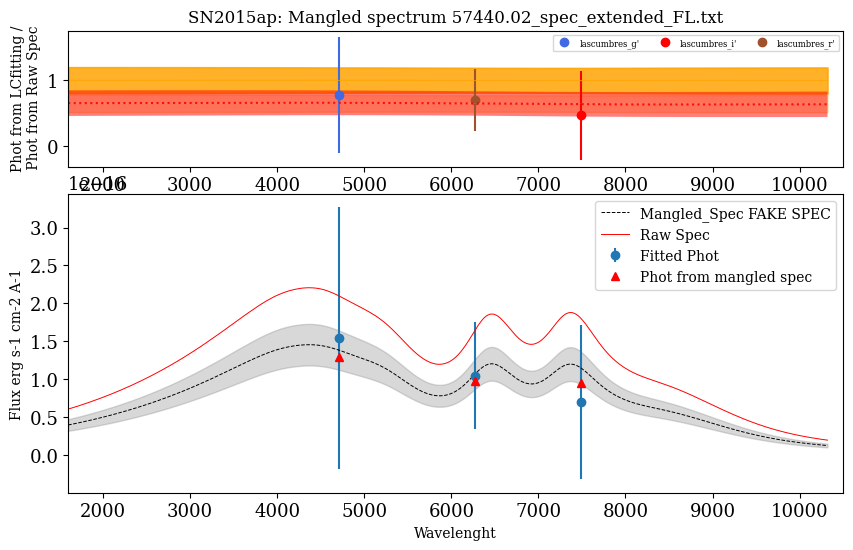 SN2015ap: Mangled spectrum 57440.02_spec_extended_FL.txt
Phot from LCfitting /
Phot from Raw Spec
1
0
lascumbres_g'
lascumbres_i'
lascumbres_r'
2000 3000 4000 5000 6000 7000 8000 9000 10000
1e−16
Flux erg s-1 cm-2 A-1
3.0
2.5
2.0
1.5
1.0
0.5
0.0
Mangled_Spec FAKE SPEC
Raw Spec
Fitted Phot
Phot from mangled spec
2000 3000 4000 5000 6000 7000 8000 9000 10000
Wavelenght